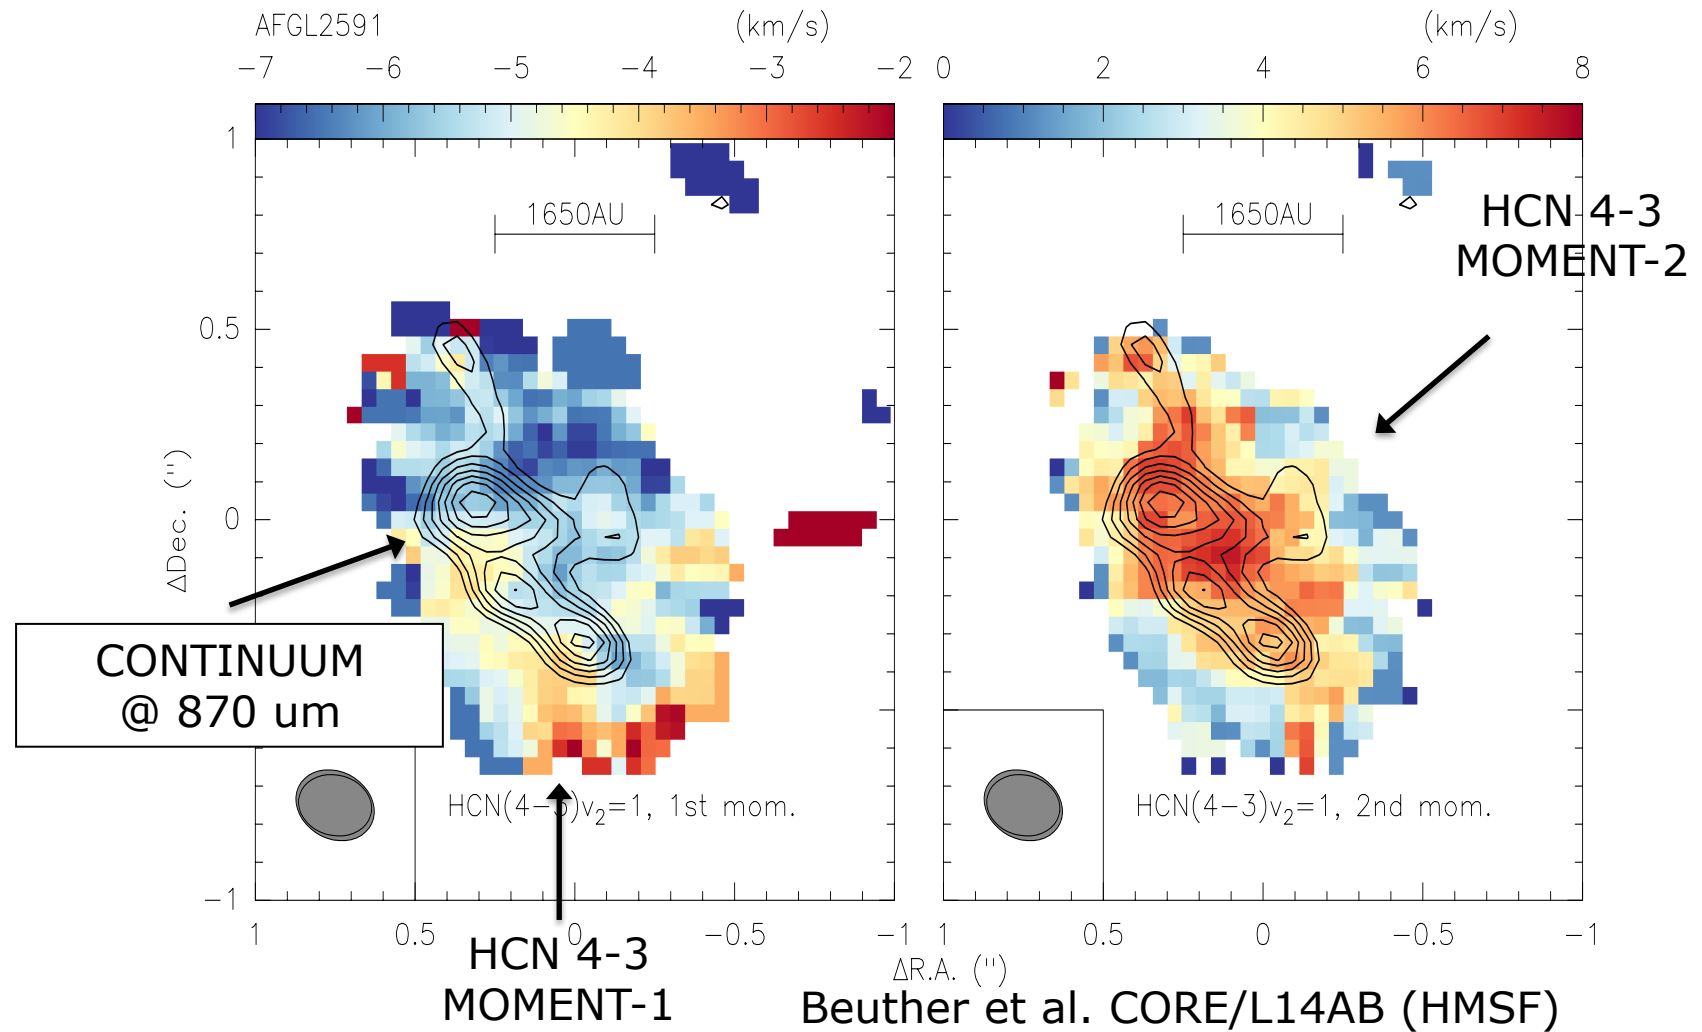 AFGL2591 (km/s) (km/s)
-7 -6 -5 -4 -3 -2 0 2 4 6 8
1
1650AU 1650AU
HCN 4-3
MOMENT-2
0.5
ΔDec. ('')
0
CONTINUUM
@ 870 um
HCN(4-3)v₂=1, 1st mom. HCN(4-3)v₂=1, 2nd mom.
-1
1 0.5 0 -0.5 -1 0.5 0 -0.5 -1
1
HCN 4-3
MOMENT-1
ΔR.A. ('')
Beuther et al. CORE/L14AB (HMSF)